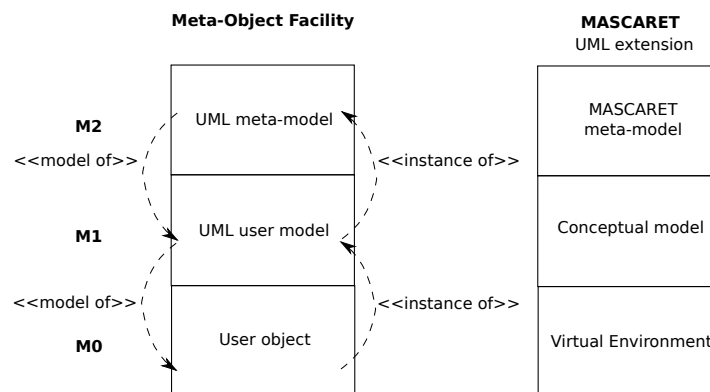 Meta-Object Facility
MASCARET
UML extension
M2
UML meta-model
MASCARET
meta-model
<<model of>>
<<instance of>>
M1
UML user model
Conceptual model
<<model of>>
<<instance of>>
M0
User object
Virtual Environment